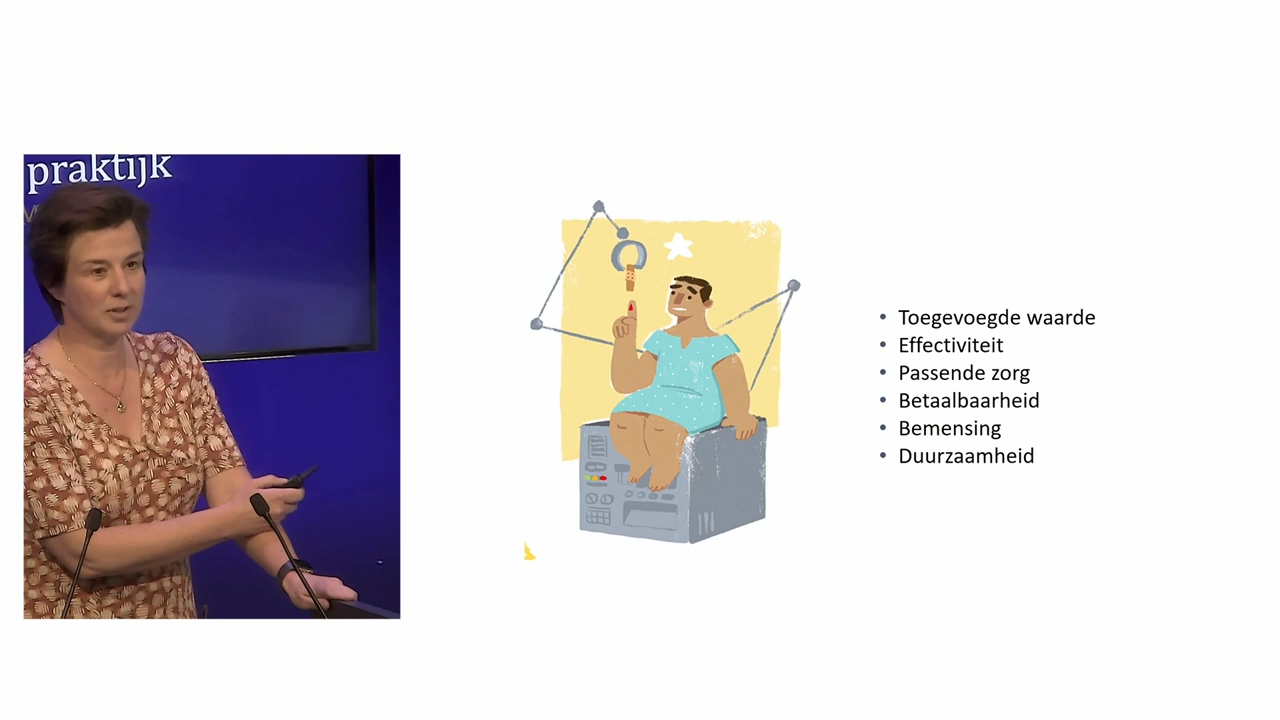 praktijk
Toegevoegde waarde
Effectiviteit
Passende zorg
Betaalbaarheid
Bemensing
Duurzaamheid